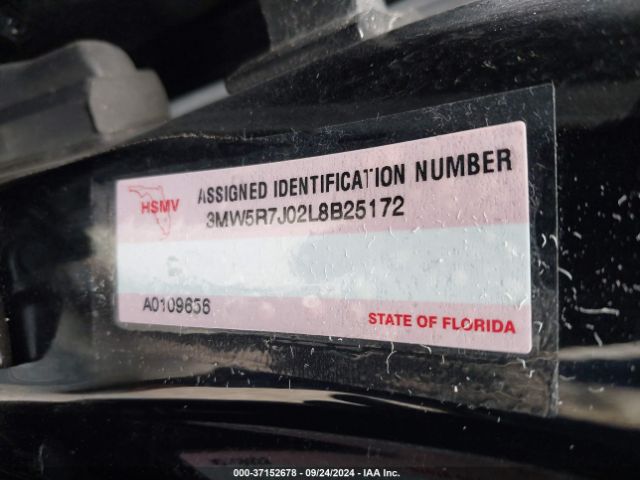 HSMV
ASSIGNED IDENTIFICATION NUMBER
3MW5R7J02L8B25172
A0109656
STATE OF FLORIDA
000-37152678 - 09/24/2024 - IAA Inc.